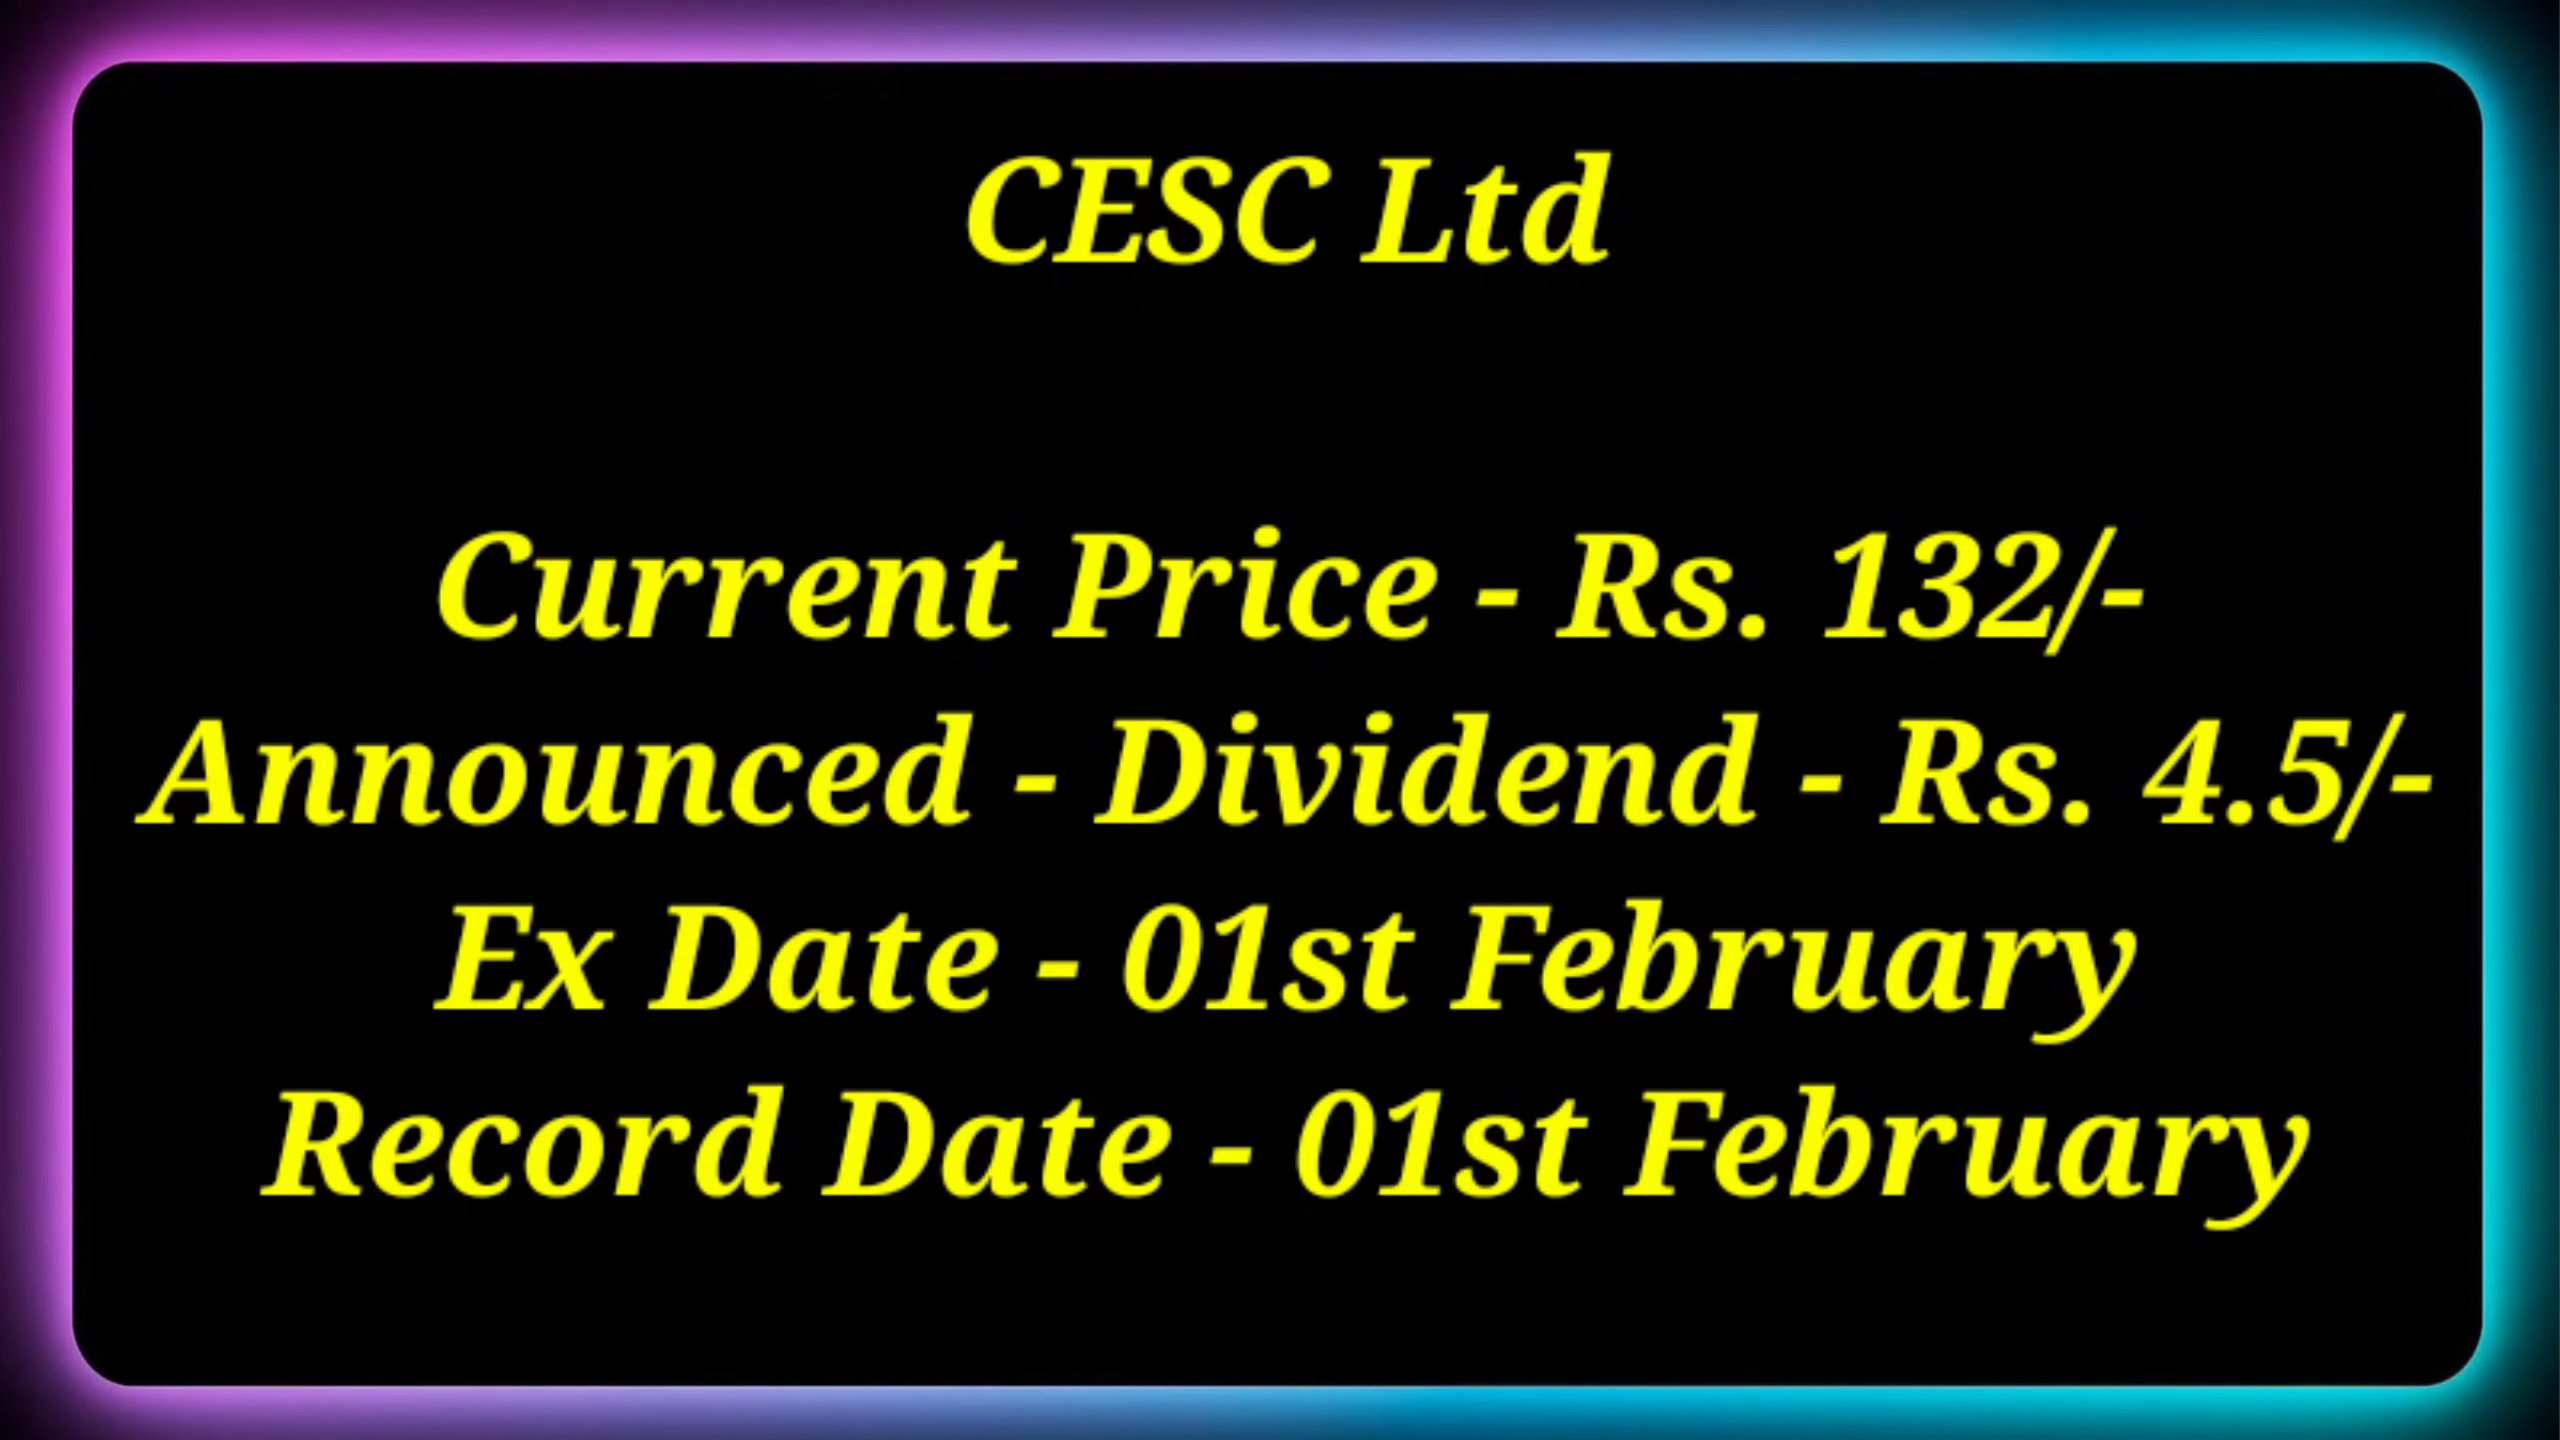 CESC Ltd
Current Price - Rs. 132/-
Announced - Dividend - Rs. 4.5/-
Ex Date - 01st February
Record Date - 01st February